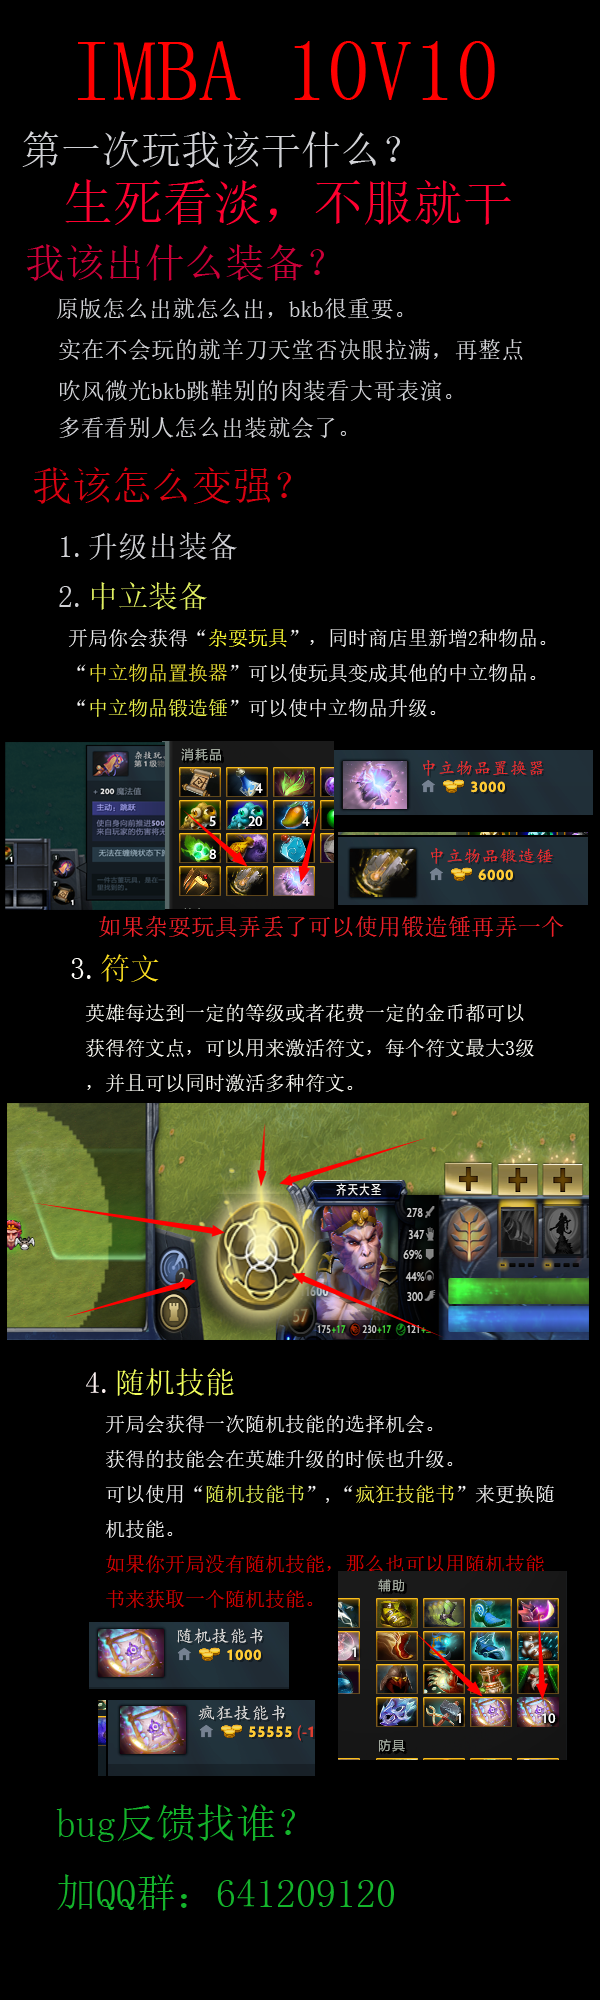 IMBA 10V10
第一次玩我该干什么?
生死看淡，不服就干
我该出什么装备?
原版怎么出就怎么出，bkb很重要。
实在不会玩的就羊刀天堂否决眼拉满，再整点
吹风微光bkb跳鞋别的肉装看大哥表演。
多看看别人怎么出装就会了。
我该怎么变强?
1.升级出装备
2.中立装备
开局你会获得“杂耍玩具”，同时商店里新增2种物品。
“中立物品置换器”可以使玩具变成其他的中立物品。
“中立物品锻造锤”可以使中立物品升级。
杂技玩
第1级
+ 200 魔法值
主动：跳跃
使自身向前推进500
来自玩家的伤害将无
无法在缠绕状态下
消耗品
4
5
20
4
8
中立物品置换器
3000
中立物品锻造锤
6000
如果杂耍玩具弄丢了可以使用锻造锤再弄一个
3.符文
英雄每达到一定的等级或者花费一定的金币都可以
获得符文点，可以用来激活符文，每个符文最大3级
，并且可以同时激活多种符文。
齐天大圣
278
347
69%
44%
300
1600
2
57
175+17
230+17
121+
4.随机技能
开局会获得一次随机技能的选择机会。
获得的技能会在英雄升级的时候也升级。
可以使用“随机技能书”,“疯狂技能书”来更换随
机技能。
如果你开局没有随机技能，那么也可以用随机技能
书来获取一个随机技能。
辅助
1
1
10
防具
随机技能书
1000
疯狂技能书
55555 (-1
bug反馈找谁?
加QQ群: 641209120